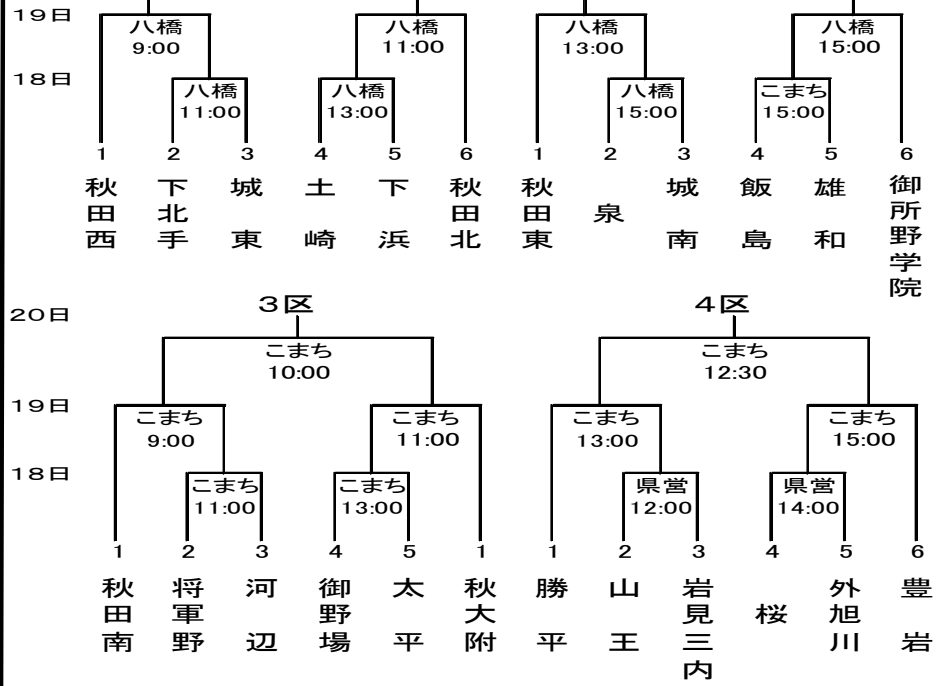 19日
八橋
9:00
八橋
11:00
八橋
13:00
八橋
15:00
18日
八橋
11:00
八橋
13:00
八橋
15:00
こまち
15:00
1 2 3 4 5 6 1 2 3 4 5 6
秋田西
下北手
城東
土崎
下浜
秋田北
秋田東
泉
城南
飯島
雄和
御所野学院
20日
3区
4区
こまち
10:00
こまち
12:30
19日
こまち
9:00
こまち
11:00
こまち
13:00
こまち
15:00
18日
こまち
11:00
こまち
13:00
県営
12:00
県営
14:00
1 2 3 4 5 1 1 2 3 4 5 6
秋田南
将軍野
河辺
御野場
太平
秋大附
勝平
山王
岩見三内
桜
外旭川
豊岩